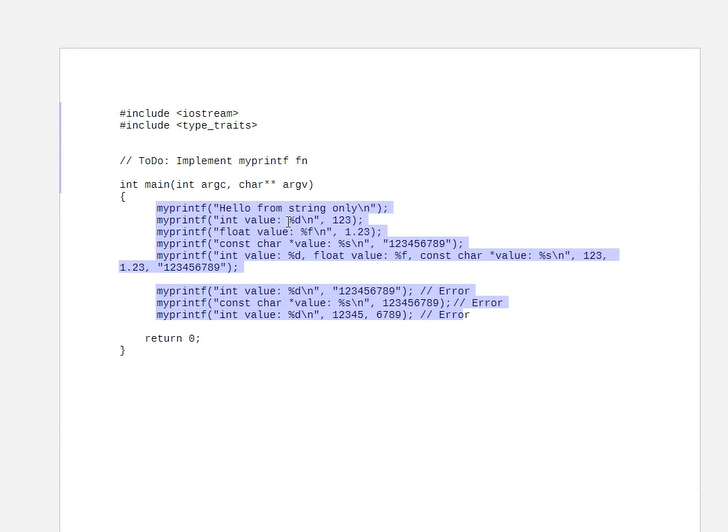 #include <iostream>
#include <type_traits>
// ToDo: Implement myprintf fn
int main(int argc, char** argv)
{
myprintf("Hello from string only\n");
myprintf("int value: %d\n", 123);
myprintf("float value: %f\n", 1.23);
myprintf("const char *value: %s\n", "123456789");
myprintf("int value: %d, float value: %f, const char *value: %s\n", 123,
1.23, "123456789");
myprintf("int value: %d\n", "123456789"); // Error
myprintf("const char *value: %s\n", 123456789); // Error
myprintf("int value: %d\n", 12345, 6789); // Error
return 0;
}